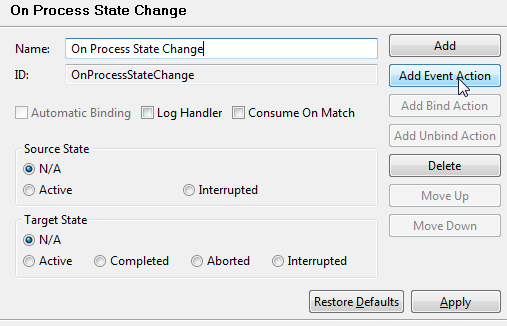 On Process State Change
Name: On Process State Change Add
ID: OnProcessStateChange Add Event Action
Automatic Binding Log Handler Consume On Match Add Bind Action
Add Unbind Action
Source State
N/A
Delete
Active Interrupted
Move Up
Target State
Move Down
N/A
Active Completed Aborted Interrupted
Restore Defaults Apply